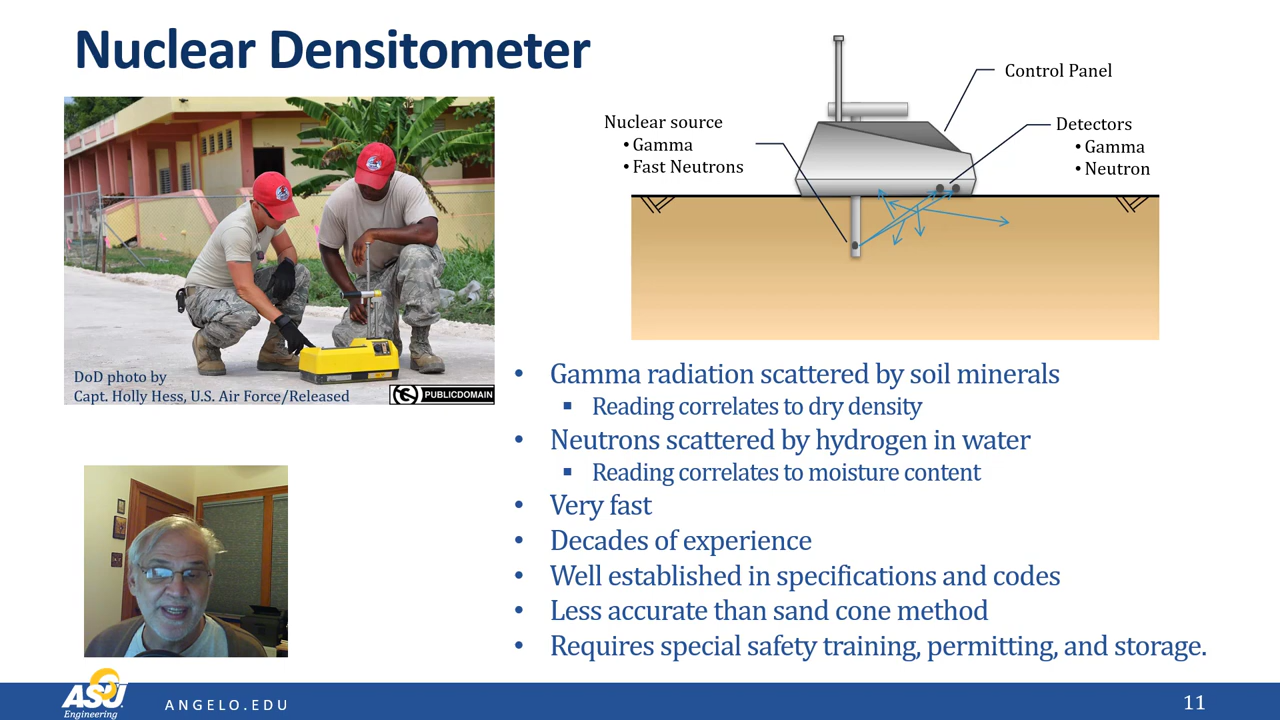 Nuclear Densitometer
DoD photo by
Capt. Holly Hess, U.S. Air Force/Released
PUBLICDOMAIN
Nuclear source
• Gamma
• Fast Neutrons
Control Panel
Detectors
• Gamma
• Neutron
• Gamma radiation scattered by soil minerals
▪ Reading correlates to dry density
• Neutrons scattered by hydrogen in water
▪ Reading correlates to moisture content
• Very fast
• Decades of experience
• Well established in specifications and codes
• Less accurate than sand cone method
• Requires special safety training, permitting, and storage.
ASU
Engineering
ANGELO.EDU
11